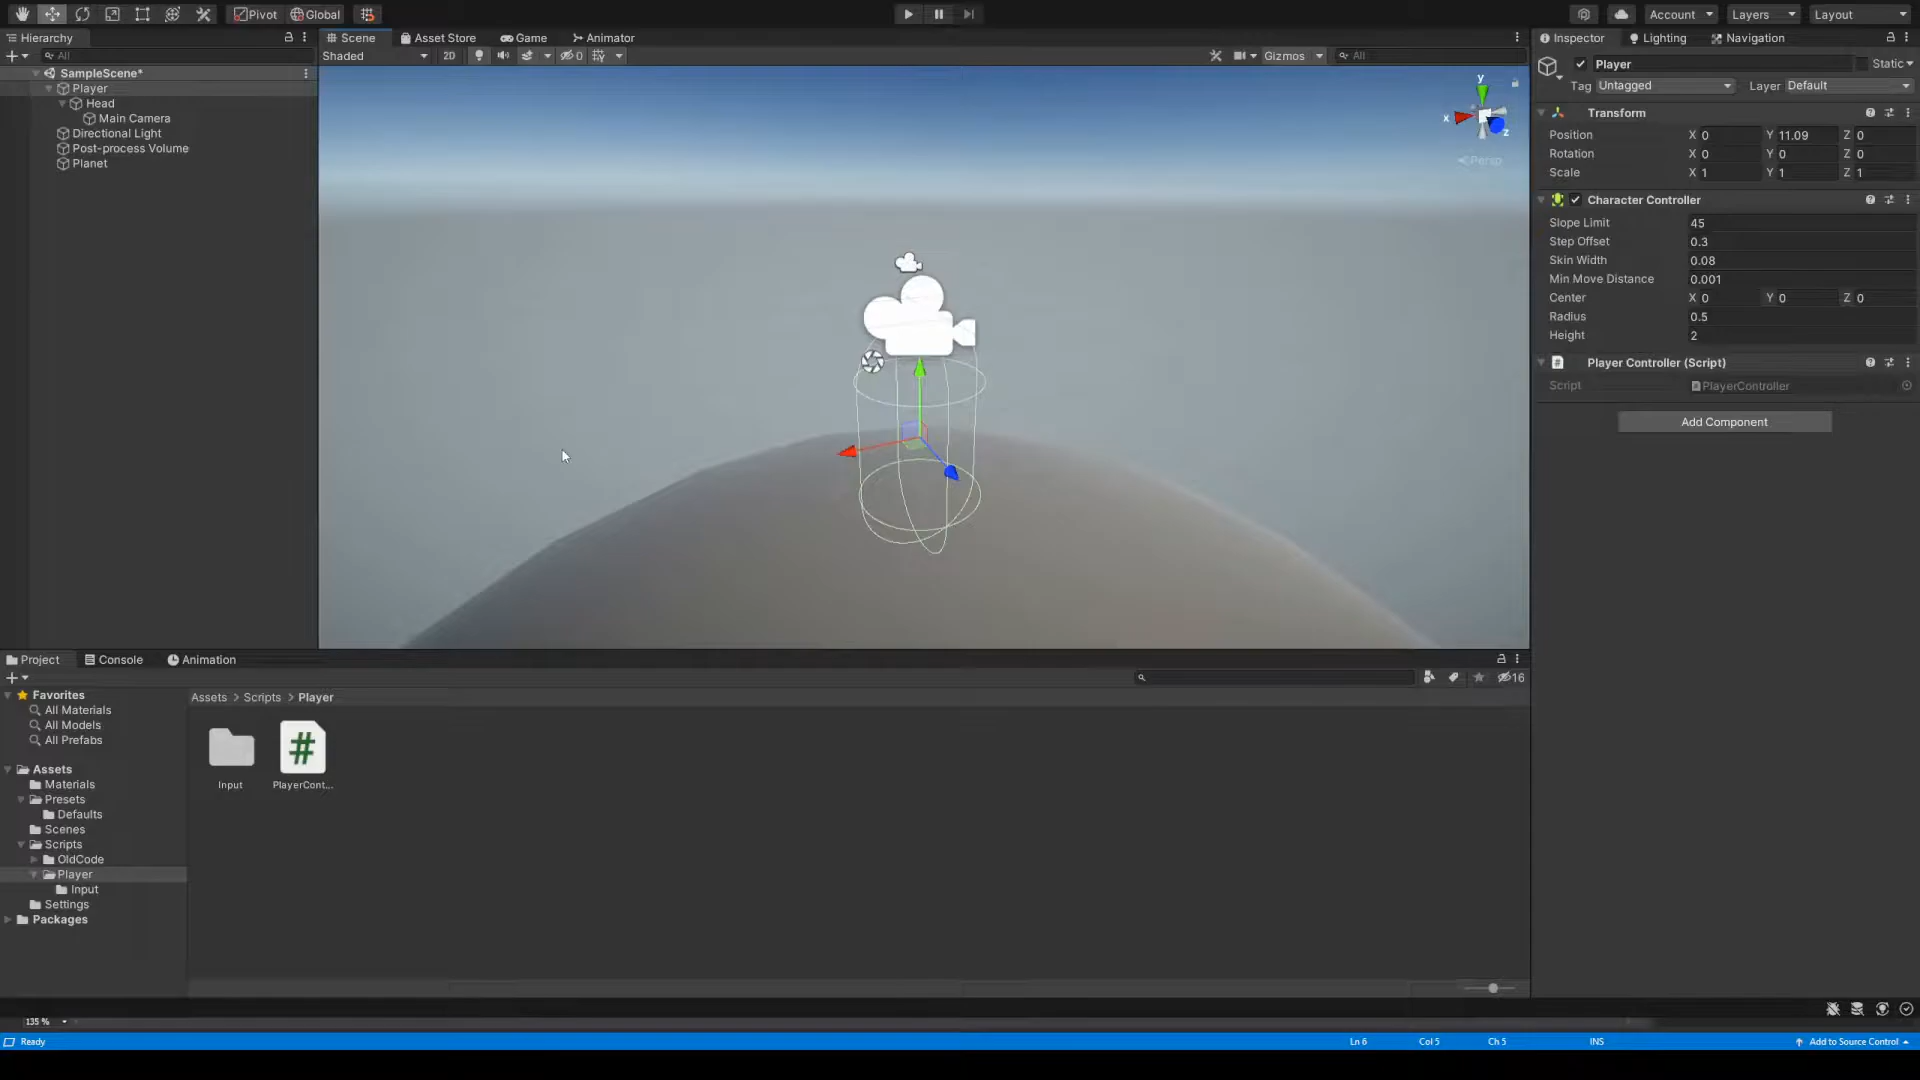 Pivot Global Account Layers Layout
Hierarchy Scene Asset Store Game Animator Inspector Lighting Navigation
All Shaded 2D 0 Gizmos All
SampleScene*
Player
Head
Main Camera
Directional Light
Post-process Volume
Planet
y
x
z
Persp
Player Static
Tag Untagged Layer Default
Transform
Position X 0 Y 11.09 Z 0
Rotation X 0 Y 0 Z 0
Scale X 1 Y 1 Z 1
Character Controller
Slope Limit 45
Step Offset 0.3
Skin Width 0.08
Min Move Distance 0.001
Center X 0 Y 0 Z 0
Radius 0.5
Height 2
# Player Controller (Script)
Script PlayerController
Add Component
Project Console Animation
16
Favorites
All Materials
All Models
All Prefabs
Assets
Materials
Presets
Defaults
Scenes
Scripts
OldCode
Player
Input
Settings
Packages
Assets > Scripts > Player
#
Input PlayerCont...
135 %
Ready Ln 6 Col 5 Ch 5 INS Add to Source Control